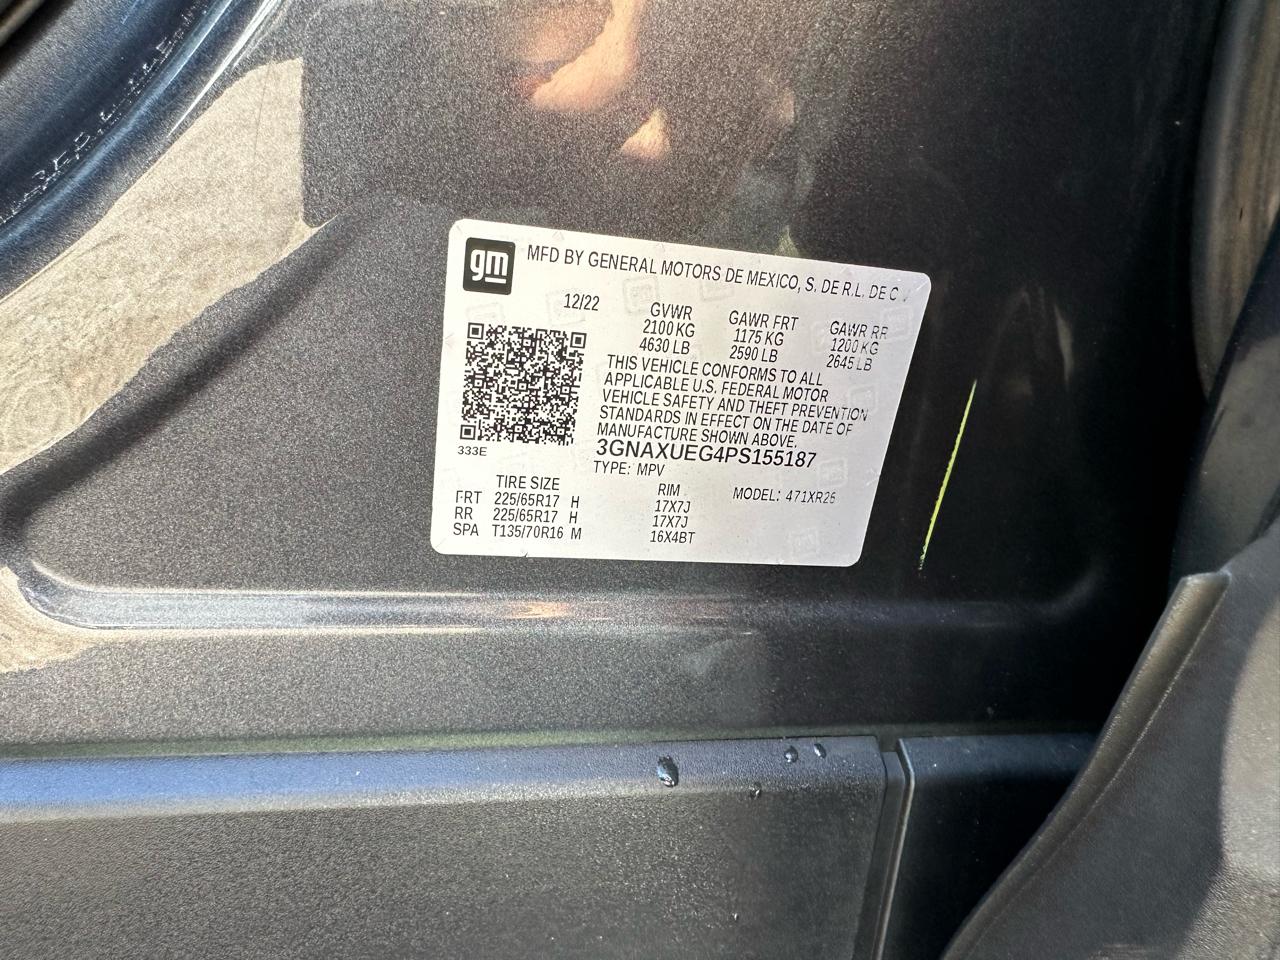 gm
MFD BY GENERAL MOTORS DE MEXICO, S. DE R.L. DE C
12/22
GVWR GAWR FRT GAWR RR
2100 KG 1175 KG 1200 KG
4630 LB 2590 LB 2645 LB
THIS VEHICLE CONFORMS TO ALL
APPLICABLE U.S. FEDERAL MOTOR
VEHICLE SAFETY AND THEFT PREVENTION
STANDARDS IN EFFECT ON THE DATE OF
MANUFACTURE SHOWN ABOVE.
333E
3GNAXUEG4PS155187
TYPE: MPV
TIRE SIZE RIM MODEL: 471XR26
FRT 225/65R17 H 17X7J
RR 225/65R17 H 17X7J
SPA T135/70R16 M 16X4BT